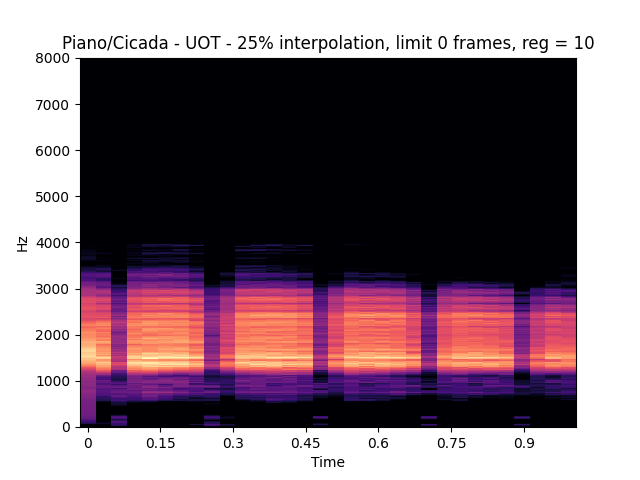 Piano/Cicada - UOT - 25% interpolation, limit 0 frames, reg = 10
8000
7000
6000
5000
4000
3000
2000
1000
0
Hz
0 0.15 0.3 0.45 0.6 0.75 0.9
Time